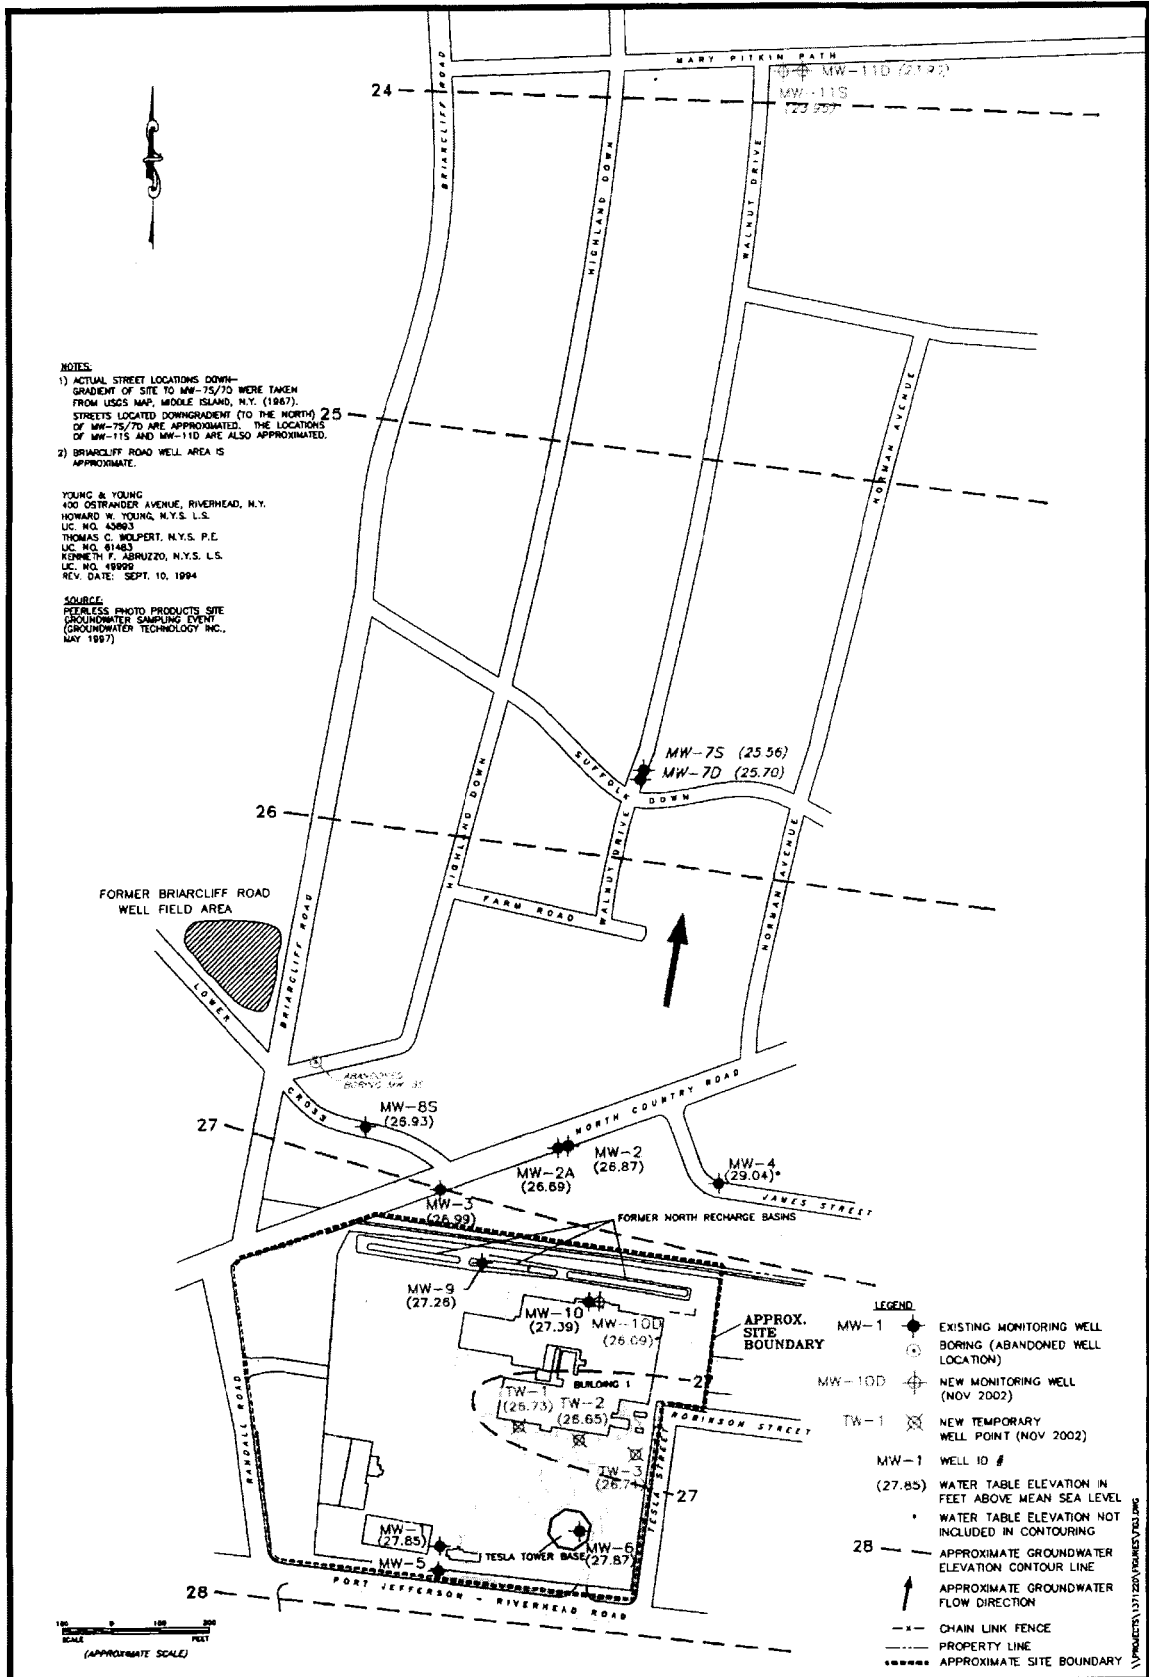 MARY PITKIN PATH
MW-11D (23.92)
MW-11S
(23.95)
24
BRIARCLIFF ROAD
HIGHLAND DOWN
WALNUT DRIVE
NORMAN AVENUE
NOTES:
1) ACTUAL STREET LOCATIONS DOWN-
GRADIENT OF SITE TO MW-7S/7D WERE TAKEN
FROM USGS MAP, MIDDLE ISLAND, N.Y. (1967).
STREETS LOCATED DOWNGRADIENT (TO THE NORTH)
OF MW-7S/7D ARE APPROXIMATED. THE LOCATIONS
OF MW-11S AND MW-11D ARE ALSO APPROXIMATED.
2) BRIARCLIFF ROAD WELL AREA IS
APPROXIMATE.
25
YOUNG & YOUNG
400 OSTRANDER AVENUE, RIVERHEAD, N.Y.
HOWARD W. YOUNG, N.Y.S. L.S.
LIC. NO. 45893
THOMAS C. WOLPERT, N.Y.S. P.E.
LIC. NO. 61483
KENNETH F. ABRUZZO, N.Y.S. L.S.
LIC. NO. 49999
REV. DATE: SEPT. 10, 1994
SOURCE:
PEERLESS PHOTO PRODUCTS SITE
GROUNDWATER SAMPLING EVENT
(GROUNDWATER TECHNOLOGY INC.,
MAY 1997)
MW-7S (25.56)
MW-7D (25.70)
SUFFOLK DOWN
26
HIGHLAND DOWN
WALNUT DRIVE
NORMAN AVENUE
FARM ROAD
FORMER BRIARCLIFF ROAD
WELL FIELD AREA
BRIARCLIFF ROAD
LOWER
CROSS
ABANDONED
BORING MW-8S
NORTH COUNTRY ROAD
MW-8S
(26.93)
27
MW-2
(26.87)
MW-2A
(26.89)
MW-4
(29.04)*
JAMES STREET
MW-3
(26.99)
FORMER NORTH RECHARGE BASINS
MW-9
(27.26)
MW-10
(27.39)
MW-10D
(26.09)*
APPROX.
SITE
BOUNDARY
BUILDING 1
27
TW-1
(26.73)
TW-2
(26.65)
ROBINSON STREET
RANDALL ROAD
TW-3
27
TESLA STREET
MW-1
(27.85)
MW-5
TESLA TOWER BASE
MW-6
(27.87)
28
PORT JEFFERSON - RIVERHEAD ROAD
100 0 100 200
SCALE FEET
(APPROXIMATE SCALE)
LEGEND
MW-1 EXISTING MONITORING WELL
BORING (ABANDONED WELL
LOCATION)
MW-10D NEW MONITORING WELL
(NOV 2002)
TW-1 NEW TEMPORARY
WELL POINT (NOV 2002)
MW-1 WELL ID #
(27.85) WATER TABLE ELEVATION IN
FEET ABOVE MEAN SEA LEVEL
* WATER TABLE ELEVATION NOT
INCLUDED IN CONTOURING
28 APPROXIMATE GROUNDWATER
ELEVATION CONTOUR LINE
APPROXIMATE GROUNDWATER
FLOW DIRECTION
-x- CHAIN LINK FENCE
PROPERTY LINE
APPROXIMATE SITE BOUNDARY